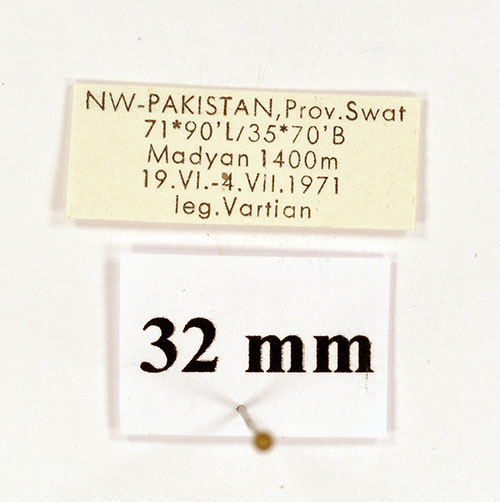 NW-PAKISTAN,Prov.Swat
71*90'L/35*70'B
Madyan 1400m
19.VI.-4.VII.1971
leg.Vartian
32 mm